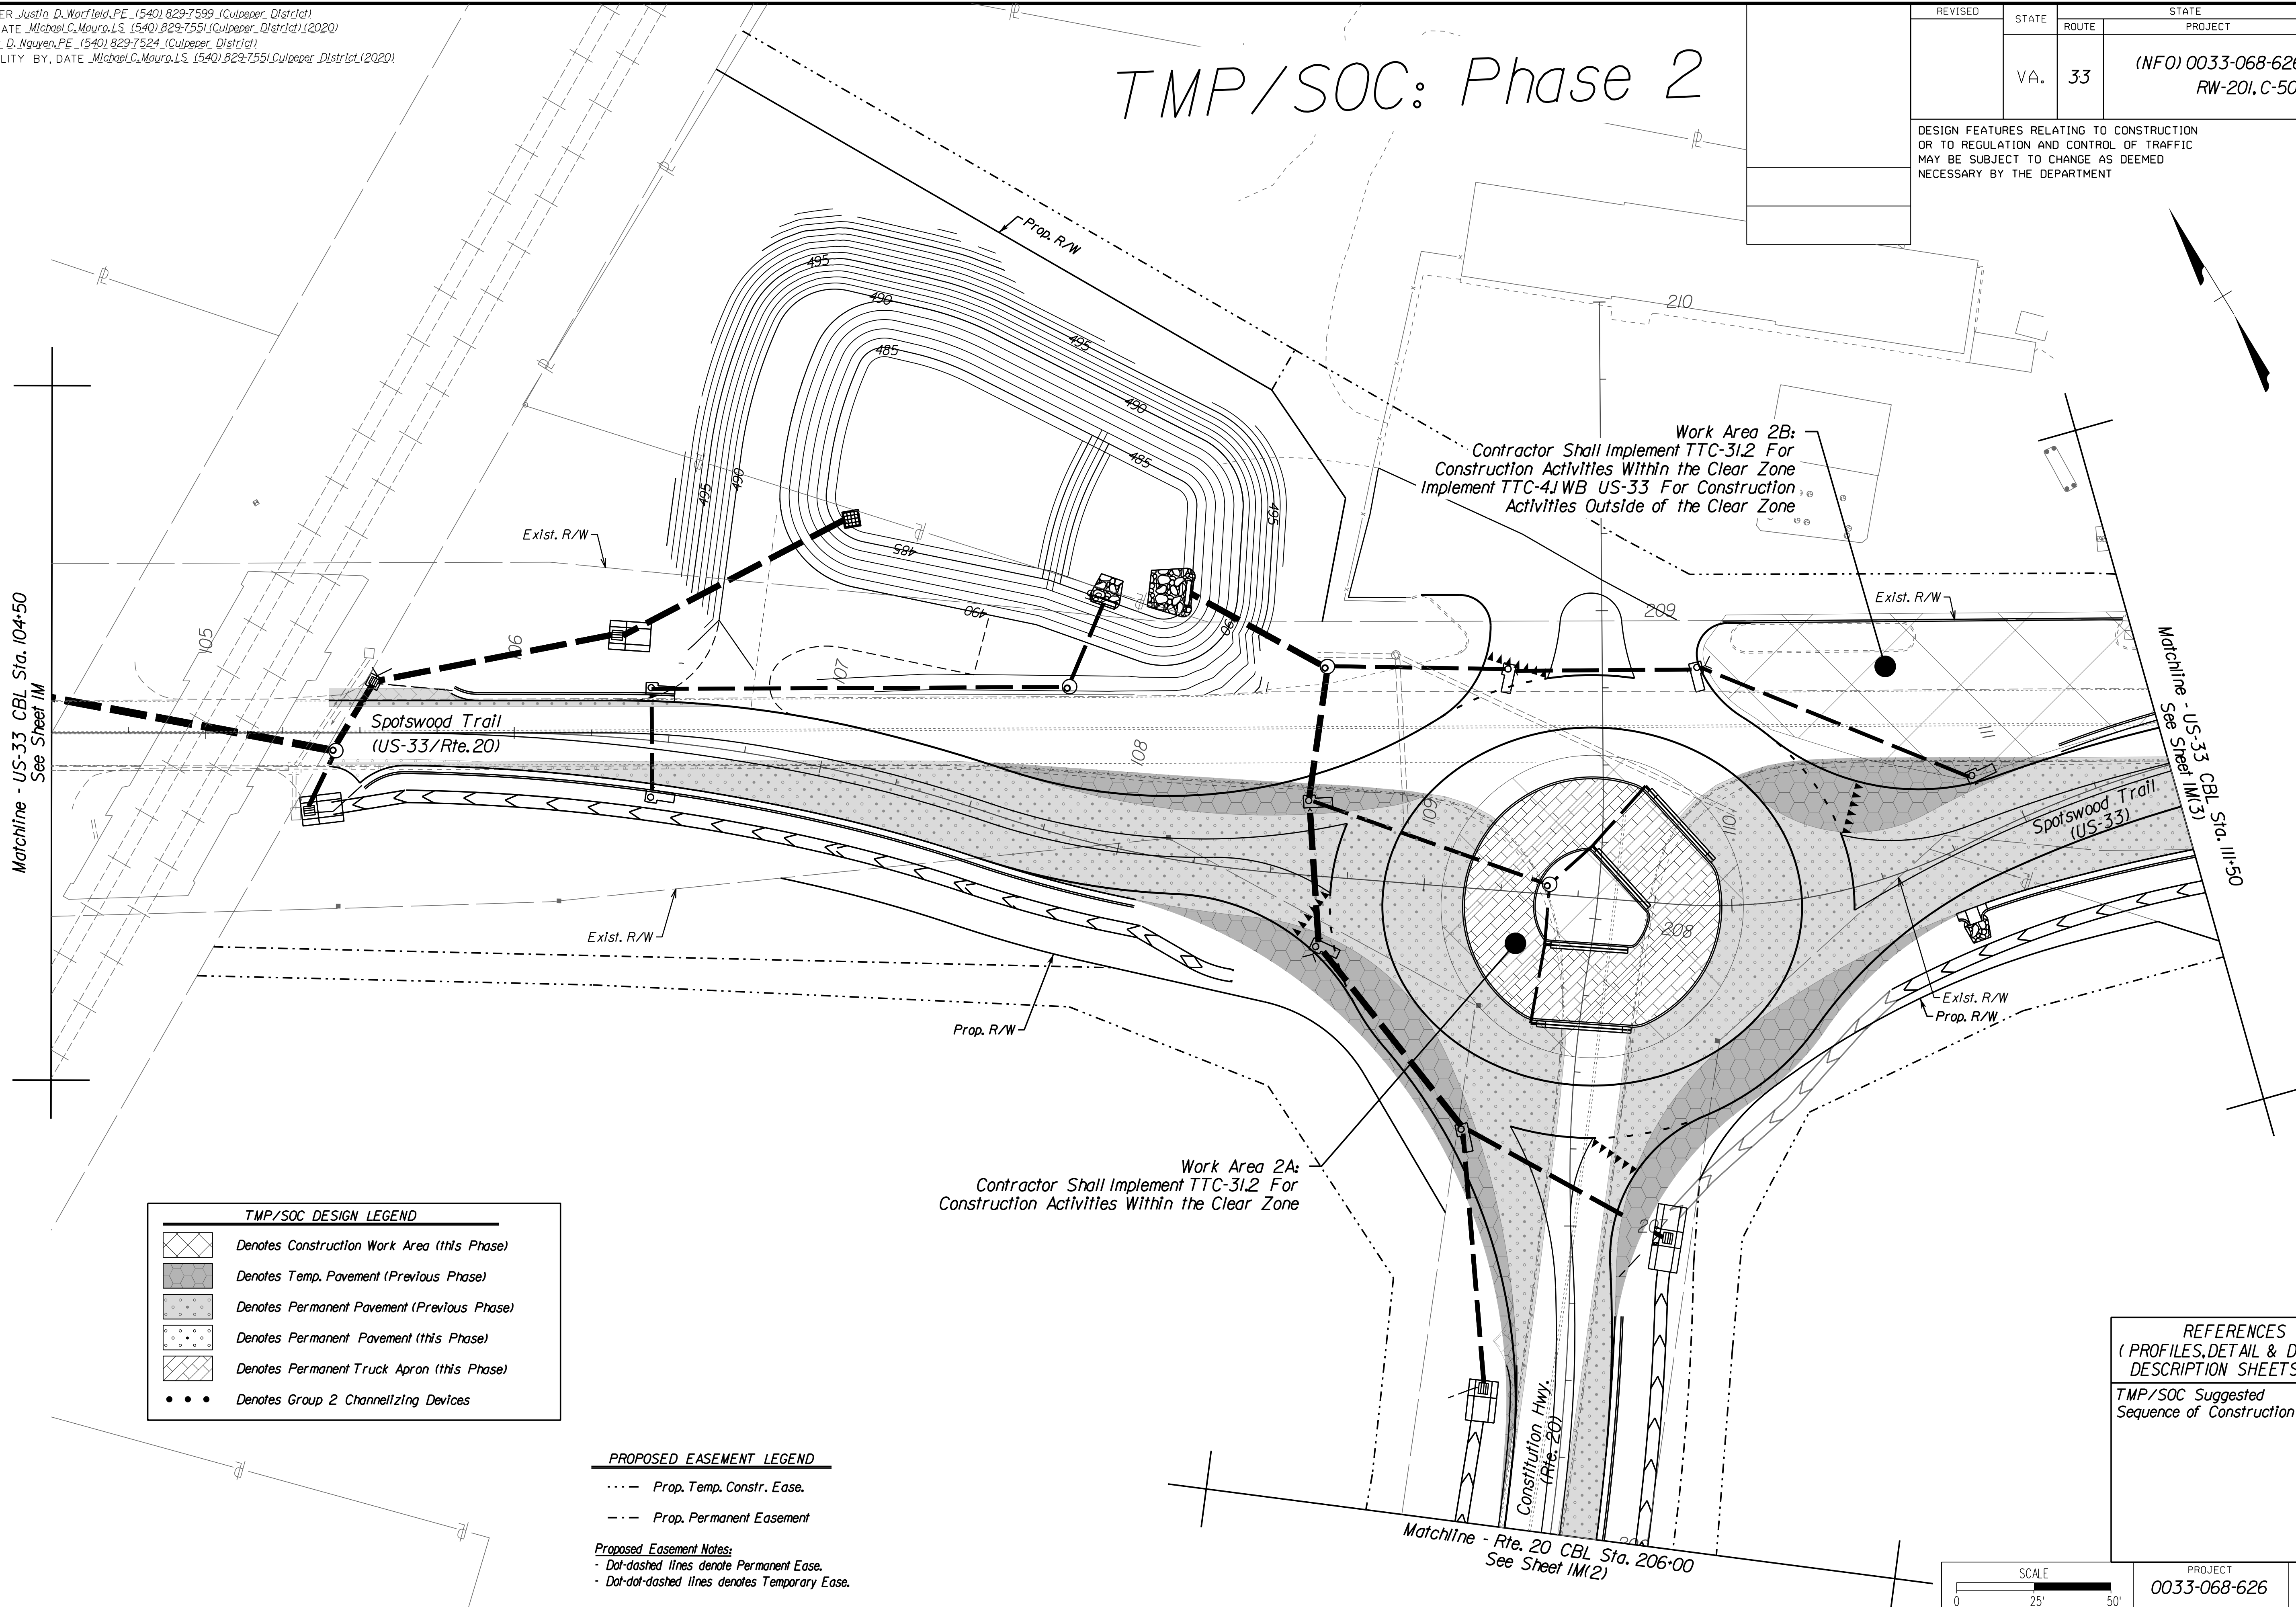 ER Justin D. Warfield, PE (540) 829-7599 (Culpeper District)
ATE Michael C. Mauro, LS (540) 829-7551 (Culpeper District) (2020)
D. Nguyen, PE (540) 829-7524 (Culpeper District)
LITY BY, DATE Michael C. Mauro, LS (540) 829-7551 Culpeper District (2020)
TMP/SOC: Phase 2
REVISED
STATE
STATE
ROUTE
PROJECT
VA.
33
(NFO) 0033-068-626
RW-201, C-50
DESIGN FEATURES RELATING TO CONSTRUCTION
OR TO REGULATION AND CONTROL OF TRAFFIC
MAY BE SUBJECT TO CHANGE AS DEEMED
NECESSARY BY THE DEPARTMENT
Prop. R/W
495
490
485
495
490
485
495
490
495
485
490
210
Work Area 2B:
Contractor Shall Implement TTC-31.2 For
Construction Activities Within the Clear Zone
Implement TTC-4.1 WB US-33 For Construction
Activities Outside of the Clear Zone
Exist. R/W
Exist. R/W
209
Matchline - US-33 CBL Sta. 104+50
See Sheet 1M
105
106
107
108
109
110
111
208
207
Spotswood Trail
(US-33/Rte. 20)
Spotswood Trail
(US-33)
Matchline - US-33 CBL Sta. 111+50
See Sheet 1M(3)
Exist. R/W
Prop. R/W
Exist. R/W
Prop. R/W
Work Area 2A:
Contractor Shall Implement TTC-31.2 For
Construction Activities Within the Clear Zone
TMP/SOC DESIGN LEGEND
Denotes Construction Work Area (this Phase)
Denotes Temp. Pavement (Previous Phase)
Denotes Permanent Pavement (Previous Phase)
Denotes Permanent Pavement (this Phase)
Denotes Permanent Truck Apron (this Phase)
Denotes Group 2 Channelizing Devices
PROPOSED EASEMENT LEGEND
Prop. Temp. Constr. Ease.
Prop. Permanent Easement
Proposed Easement Notes:
- Dot-dashed lines denote Permanent Ease.
- Dot-dot-dashed lines denotes Temporary Ease.
Constitution Hwy.
(Rte. 20)
Matchline - Rte. 20 CBL Sta. 206+00
See Sheet 1M(2)
REFERENCES
( PROFILES, DETAIL & D
DESCRIPTION SHEETS
TMP/SOC Suggested
Sequence of Construction
SCALE
0 25' 50'
PROJECT
0033-068-626